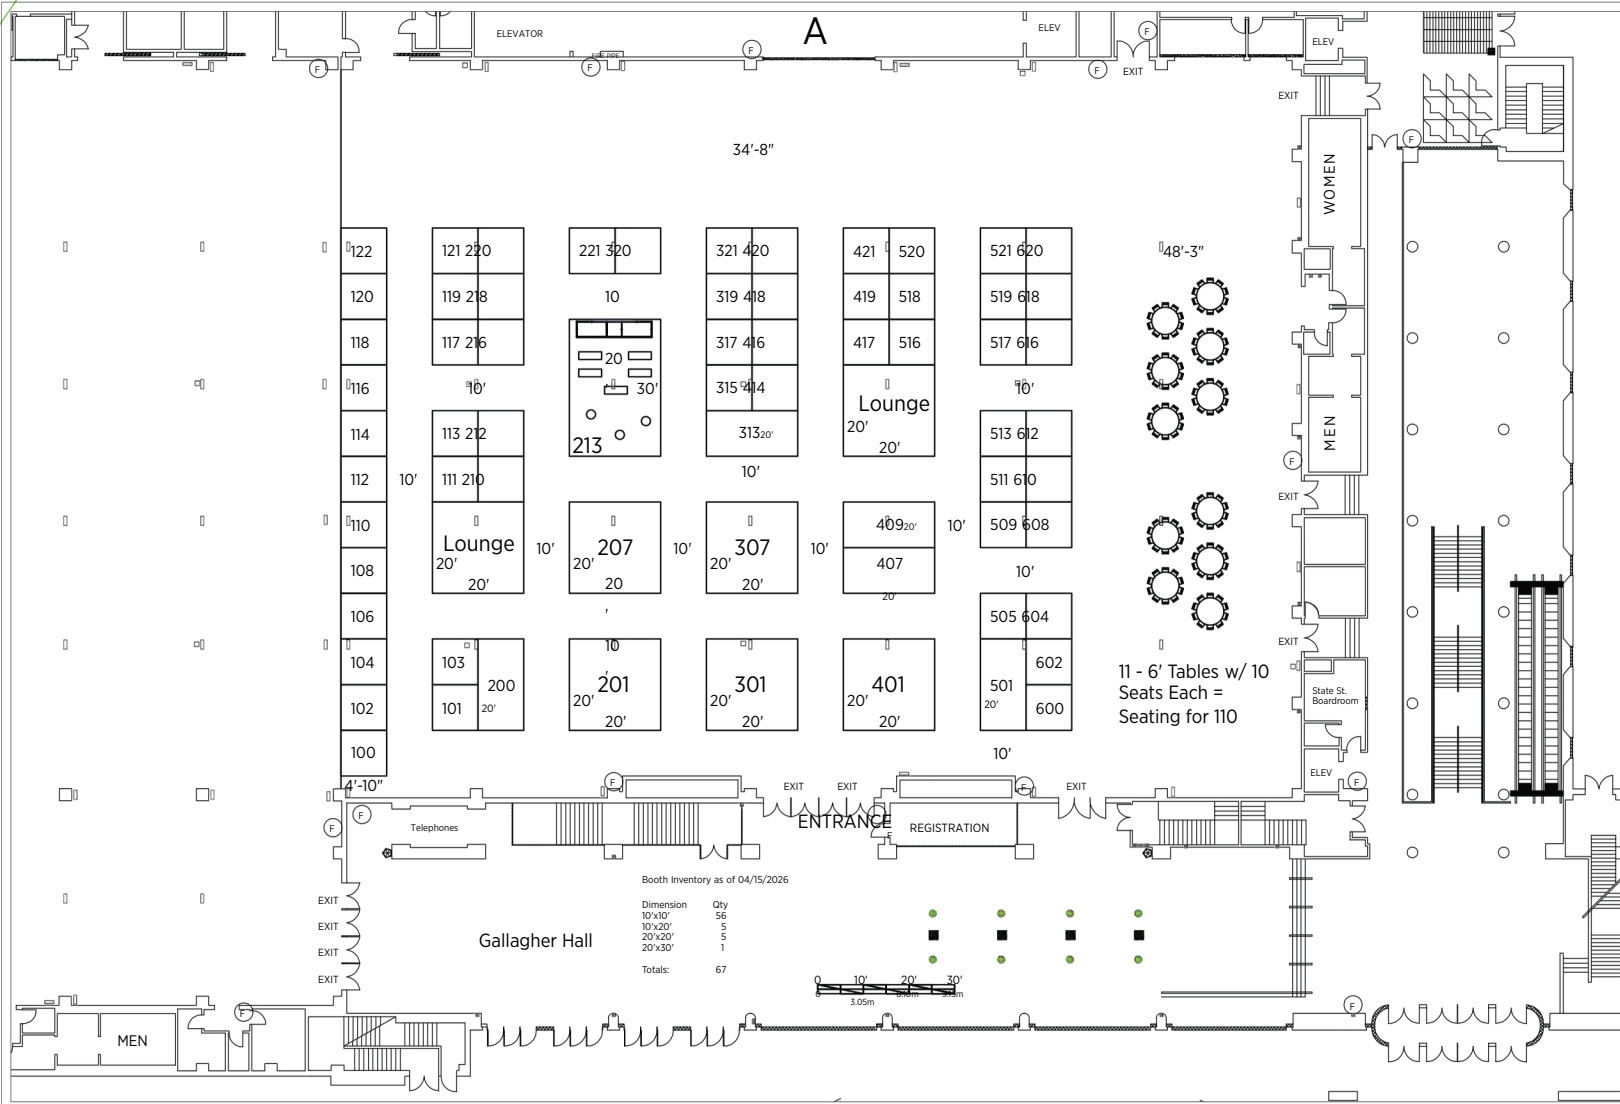 A
ELEVATOR
FIRE PIPE
ELEV
ELEV
F
F
F
F
F
EXIT
EXIT
F
34'-8"
WOMEN
122
121 220
221 320
321 420
421
520
521 620
48'-3"
120
119 218
10
319 418
419
518
519 618
118
117 216
20
317 416
417
516
517 616
116
10'
'
30'
315 414
Lounge
10'
114
113 212
213
313 20'
20'
20'
513 612
MEN
F
112
10'
111 210
10'
511 610
EXIT
110
409 20'
10'
509 608
Lounge
10'
207
10'
307
10'
108
20'
20'
20'
20
20'
20'
407
10'
20'
106
'
505 604
EXIT
104
103
10
'
602
11 - 6' Tables w/ 10
Seats Each =
Seating for 110
200
201
301
401
501
State St.
Boardroom
102
101
20'
20'
20'
20'
20'
20'
20'
20'
600
100
10'
4'-10"
ELEV
F
F
F
EXIT
EXIT
EXIT
F
F
Telephones
ENTRANCE
F
REGISTRATION
Booth Inventory as of 04/15/2026
Dimension Qty
10'x10' 56
10'x20' 5
20'x20' 5
20'x30' 1
Totals: 67
EXIT
EXIT
EXIT
EXIT
Gallagher Hall
0 10' 20' 30'
0 3.05m
F
F
MEN